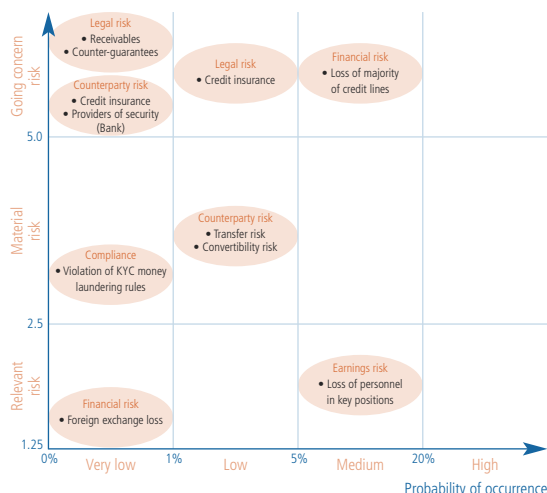 Going concern
risk
Legal risk
• Receivables
• Counter-guarantees
Legal risk
• Credit insurance
Financial risk
• Loss of majority
of credit lines
Counterparty risk
• Credit insurance
• Providers of security
(Bank)
5.0
Material
risk
Counterparty risk
• Transfer risk
• Convertibility risk
Compliance
• Violation of KYC money
laundering rules
2.5
Relevant
risk
Earnings risk
• Loss of personnel
in key positions
Financial risk
• Foreign exchange loss
1.25
0%
Very low
1%
Low
5%
Medium
20%
High
Probability of occurrence